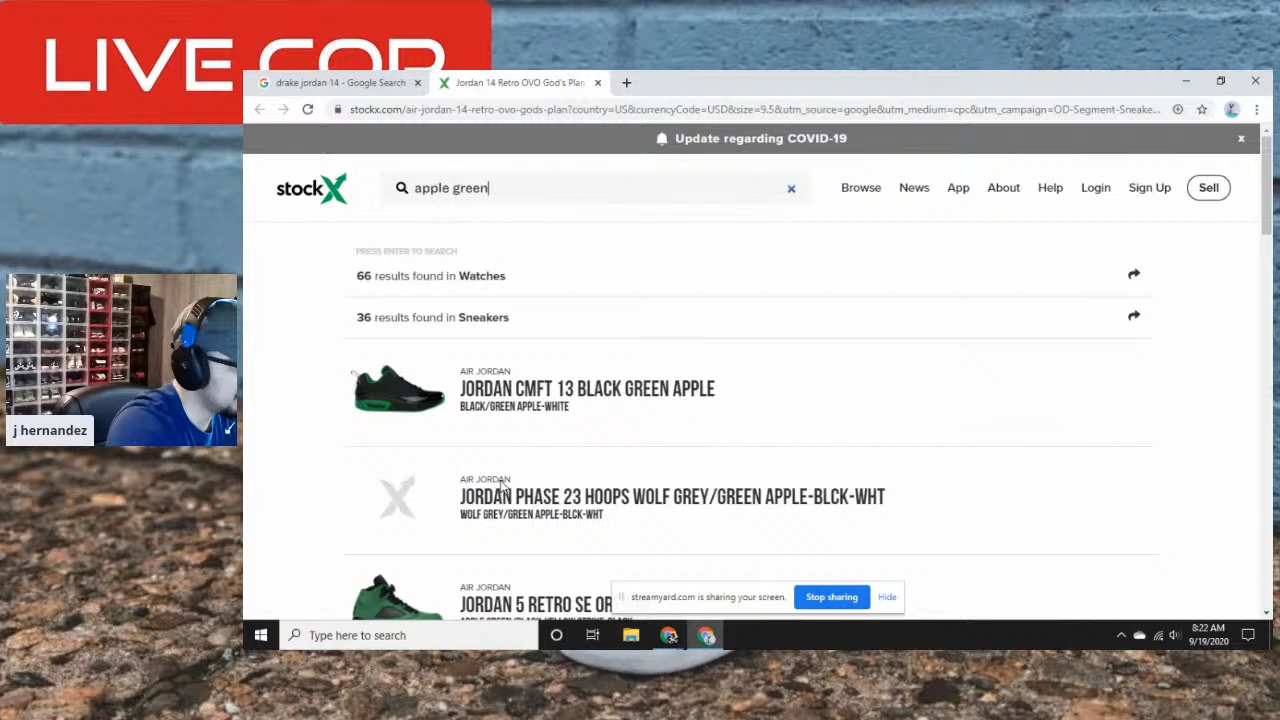 LIVE COP
drake jordan 14 - Google Search
Jordan 14 Retro OVO God's Plan
stockx.com/air-jordan-14-retro-ovo-gods-plan?country=US&currencyCode=USD&size=9.5&utm_source=google&utm_medium=cpc&utm_campaign=OD-Segment-Sneake...
Update regarding COVID-19
x
stockX
apple green
Browse
News
App
About
Help
Login
Sign Up
Sell
PRESS ENTER TO SEARCH
66 results found in Watches
36 results found in Sneakers
AIR JORDAN
JORDAN CMFT 13 BLACK GREEN APPLE
BLACK/GREEN APPLE-WHITE
AIR JORDAN
JORDAN PHASE 23 HOOPS WOLF GREY/GREEN APPLE-BLCK-WHT
WOLF GREY/GREEN APPLE-BLCK-WHT
AIR JORDAN
JORDAN 5 RETRO SE OR
streamyard.com is sharing your screen.
Stop sharing
Hide
j hernandez
Type here to search
8:22 AM
9/19/2020